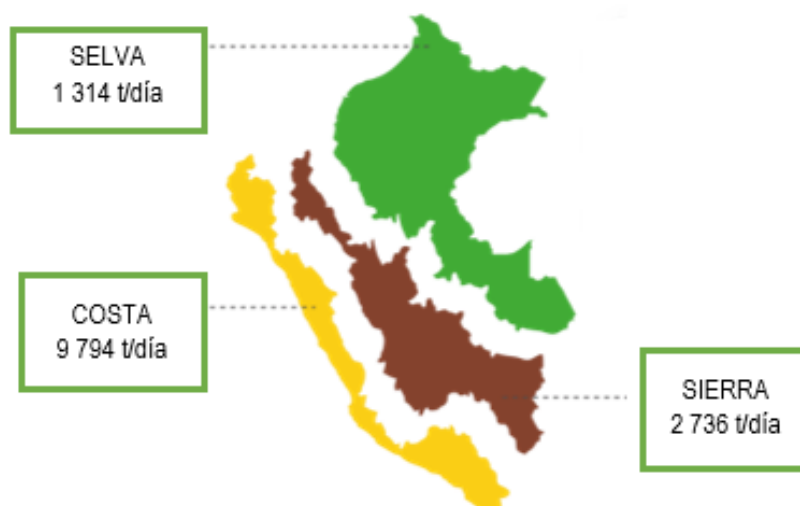 SELVA
1 314 t/día
COSTA
9 794 t/día
SIERRA
2 736 t/día